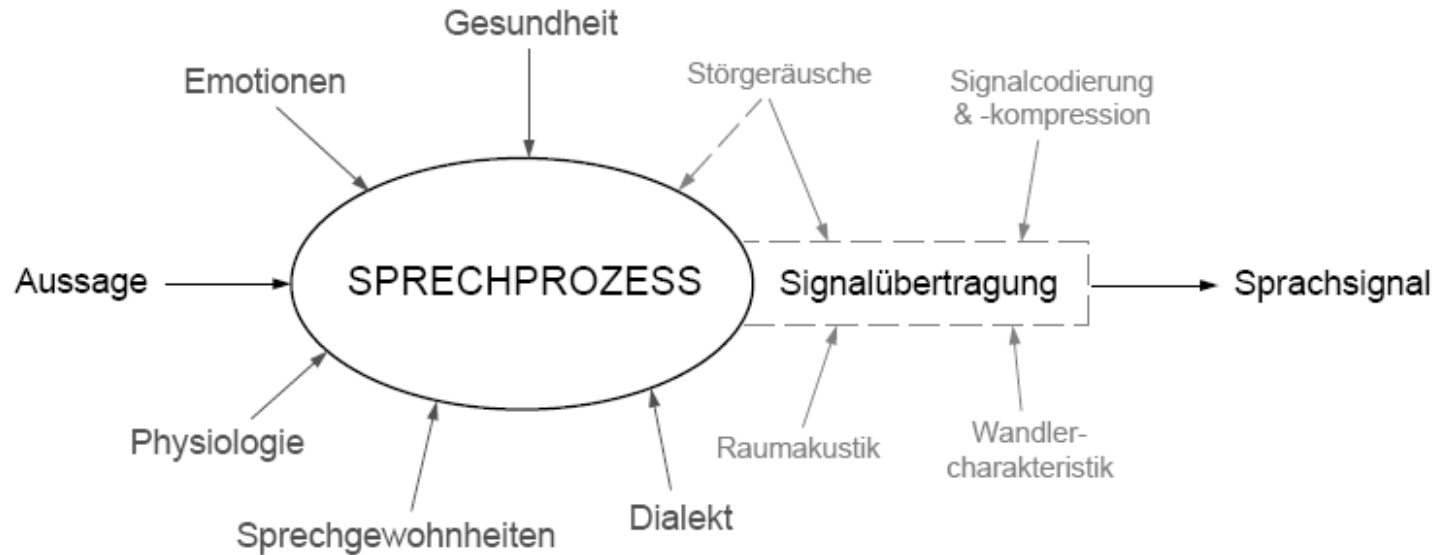 Gesundheit
Störgeräusche
Signalcodierung
& -kompression
Emotionen
Aussage
SPRECHPROZESS
Signalübertragung
Sprachsignal
Physiologie
Raumakustik
Wandler-
charakteristik
Sprechgewohnheiten
Dialekt